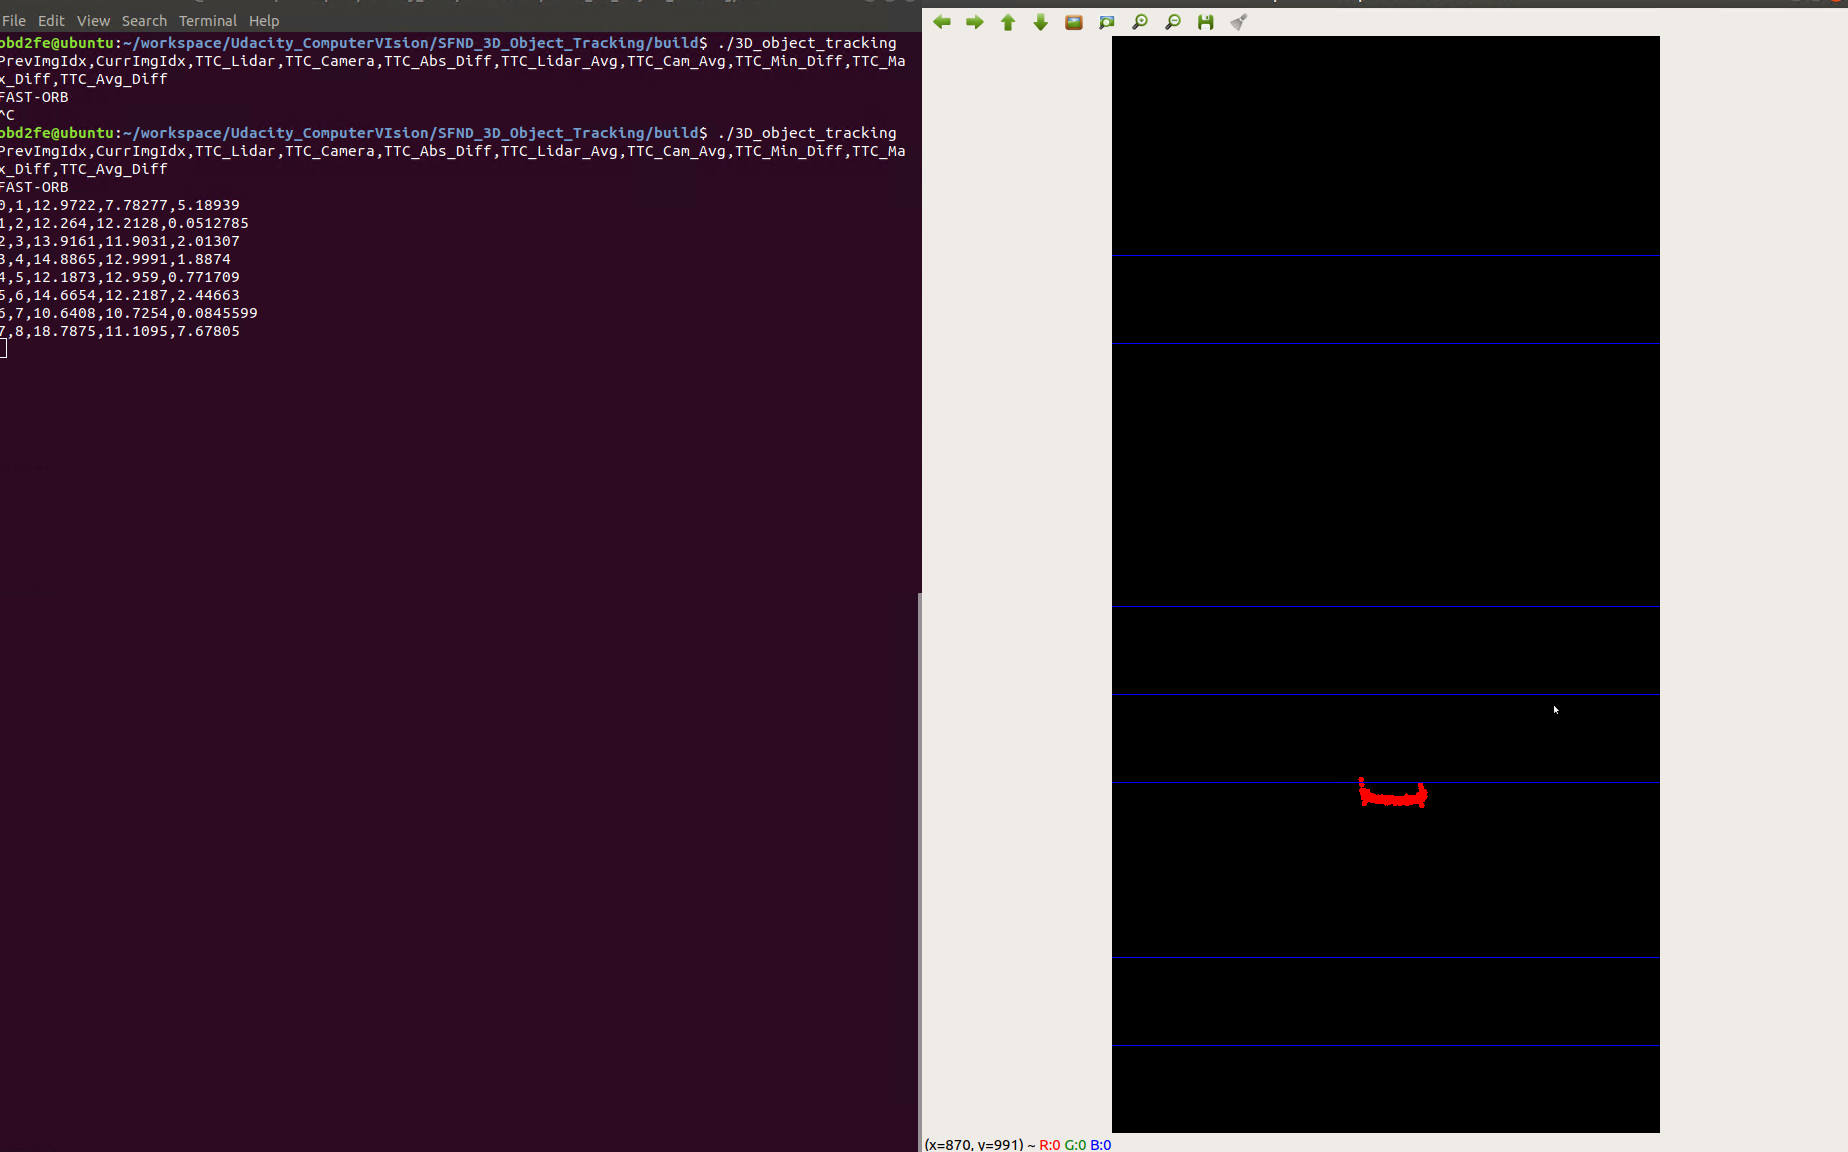 File Edit View Search Terminal Help
obd2fe@ubuntu:~/workspace/Udacity_ComputerVIsion/SFND_3D_Object_Tracking/build$ ./3D_object_tracking
PrevImgIdx,CurrImgIdx,TTC_Lidar,TTC_Camera,TTC_Abs_Diff,TTC_Lidar_Avg,TTC_Cam_Avg,TTC_Min_Diff,TTC_Ma
x_Diff,TTC_Avg_Diff
FAST-ORB
^C
obd2fe@ubuntu:~/workspace/Udacity_ComputerVIsion/SFND_3D_Object_Tracking/build$ ./3D_object_tracking
PrevImgIdx,CurrImgIdx,TTC_Lidar,TTC_Camera,TTC_Abs_Diff,TTC_Lidar_Avg,TTC_Cam_Avg,TTC_Min_Diff,TTC_Ma
x_Diff,TTC_Avg_Diff
FAST-ORB
0,1,12.9722,7.78277,5.18939
1,2,12.264,12.2128,0.0512785
2,3,13.9161,11.9031,2.01307
3,4,14.8865,12.9991,1.8874
4,5,12.1873,12.959,0.771709
5,6,14.6654,12.2187,2.44663
6,7,10.6408,10.7254,0.0845599
7,8,18.7875,11.1095,7.67805
(x=870, y=991) ~ R:0 G:0 B:0